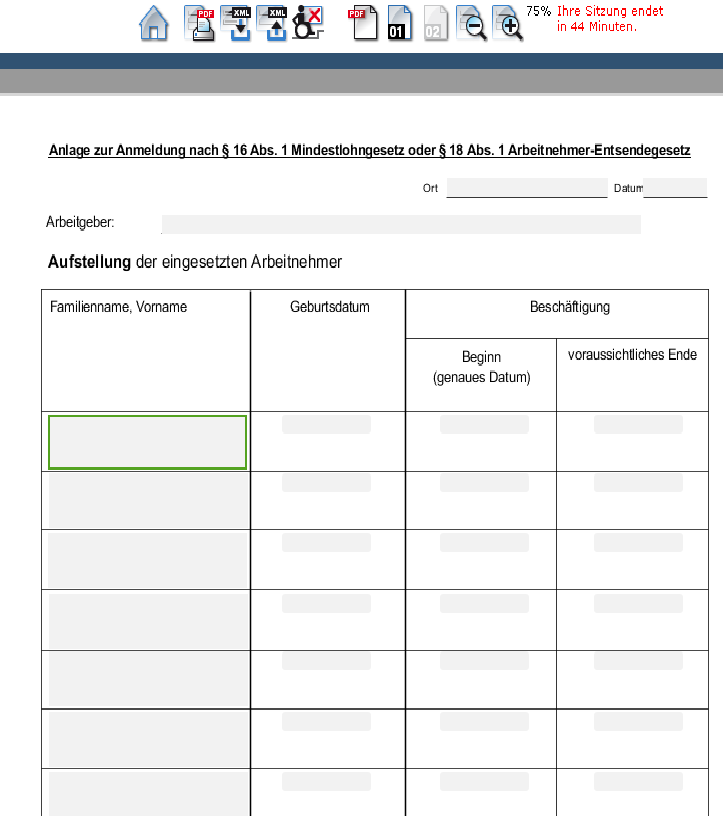 PDF XML XML PDF 01 02 75% Ihre Sitzung endet
in 44 Minuten.
Anlage zur Anmeldung nach § 16 Abs. 1 Mindestlohngesetz oder § 18 Abs. 1 Arbeitnehmer-Entsendegesetz
Ort Datum
Arbeitgeber:
Aufstellung der eingesetzten Arbeitnehmer
Familienname, Vorname Geburtsdatum Beschäftigung
Beginn voraussichtliches Ende
(genaues Datum)